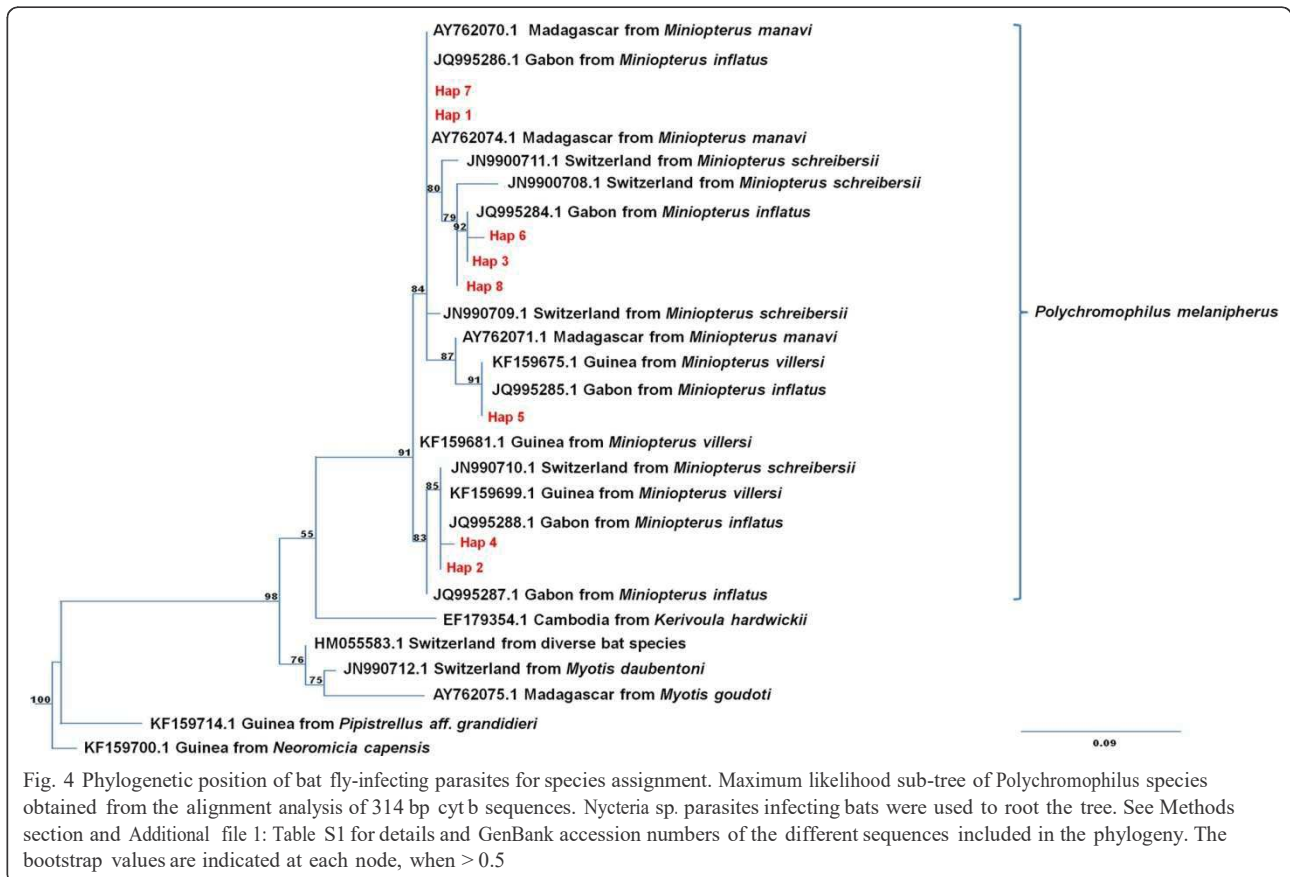 AY762070.1 Madagascar from Miniopterus manavi
JQ995286.1 Gabon from Miniopterus inflatus
Hap 7
Hap 1
AY762074.1 Madagascar from Miniopterus manavi
JN9900711.1 Switzerland from Miniopterus schreibersii
80
JN9900708.1 Switzerland from Miniopterus schreibersii
JQ995284.1 Gabon from Miniopterus inflatus
79
92
Hap 6
Hap 3
Hap 8
84
JN990709.1 Switzerland from Miniopterus schreibersii
Polychromophilus melanipherus
AY762071.1 Madagascar from Miniopterus manavi
87
KF159675.1 Guinea from Miniopterus villersi
91
JQ995285.1 Gabon from Miniopterus inflatus
Hap 5
KF159681.1 Guinea from Miniopterus villersi
91
JN990710.1 Switzerland from Miniopterus schreibersii
85
KF159699.1 Guinea from Miniopterus villersi
JQ995288.1 Gabon from Miniopterus inflatus
55
83
Hap 4
Hap 2
JQ995287.1 Gabon from Miniopterus inflatus
98
EF179354.1 Cambodia from Kerivoula hardwickii
HM055583.1 Switzerland from diverse bat species
76
JN990712.1 Switzerland from Myotis daubentoni
75
AY762075.1 Madagascar from Myotis goudoti
100
KF159714.1 Guinea from Pipistrellus aff. grandidieri
0.09
KF159700.1 Guinea from Neoromicia capensis
Fig. 4 Phylogenetic position of bat fly-infecting parasites for species assignment. Maximum likelihood sub-tree of Polychromophilus species
obtained from the alignment analysis of 314 bp cyt b sequences. Nycteria sp. parasites infecting bats were used to root the tree. See Methods
section and Additional file 1: Table S1 for details and GenBank accession numbers of the different sequences included in the phylogeny. The
bootstrap values are indicated at each node, when > 0.5